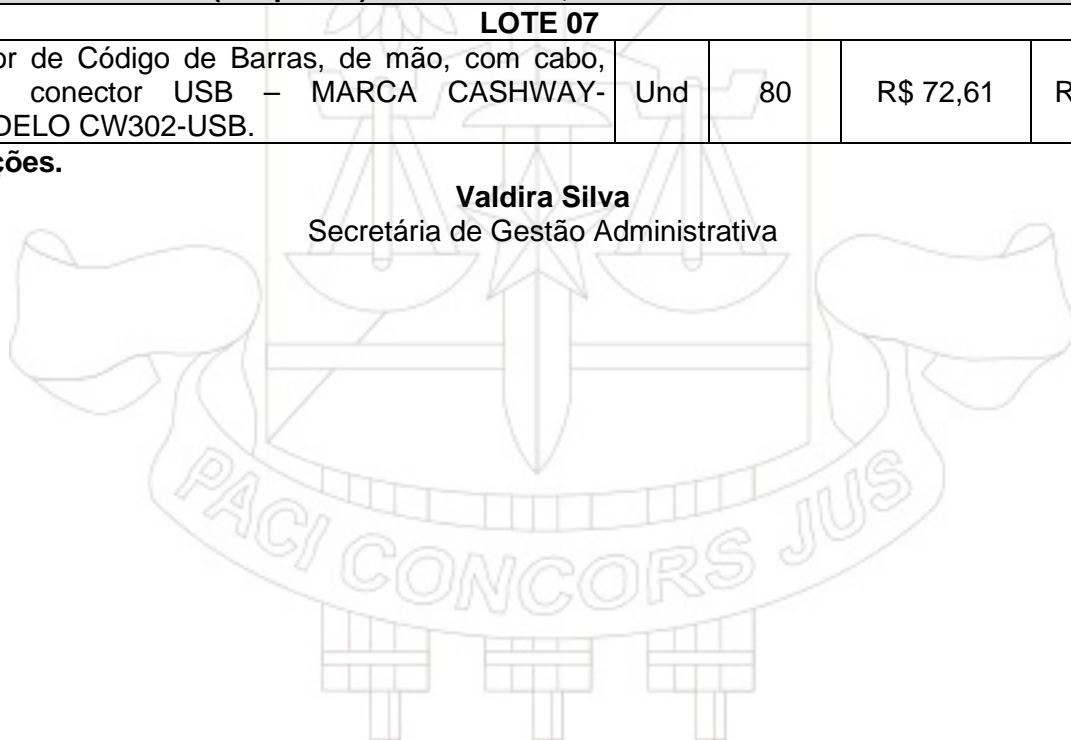 LOTE 07
or de Código de Barras, de mão, com cabo,
conector USB – MARCA CASHWAY-
DELO CW302-USB.
Und
80
R$ 72,61
R
ções.
Valdira Silva
Secretária de Gestão Administrativa
PACI CONCORS JUS